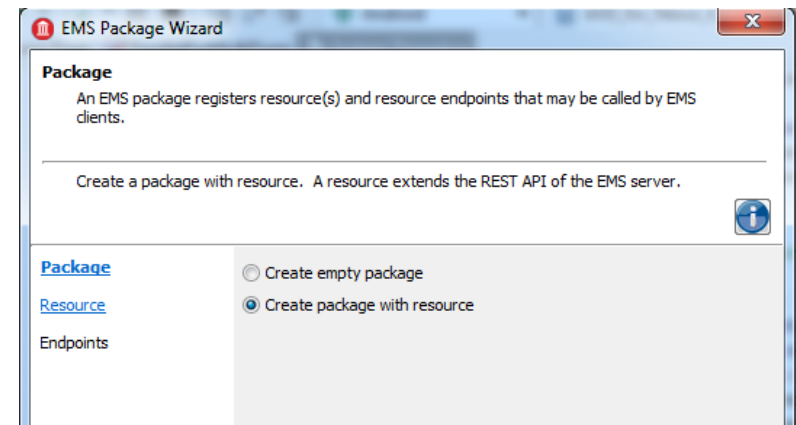 EMS Package Wizard
Package
An EMS package registers resource(s) and resource endpoints that may be called by EMS
clients.
Create a package with resource. A resource extends the REST API of the EMS server.
Package
Create empty package
Resource
Create package with resource
Endpoints